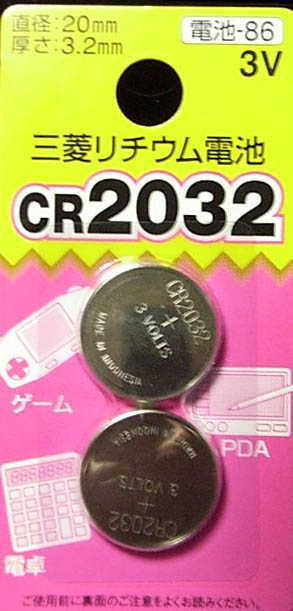 直径:20mm
厚さ:3.2mm
電池-86
3V
三菱リチウム電池
CR2032
CR2032
+
3 VOLTS
MADE IN INDONESIA
ゲーム
PDA
MADE IN INDONESIA
3 VOLTS
+
CR2032
電卓
ご使用前に裏面のご注意をよくお読みください。